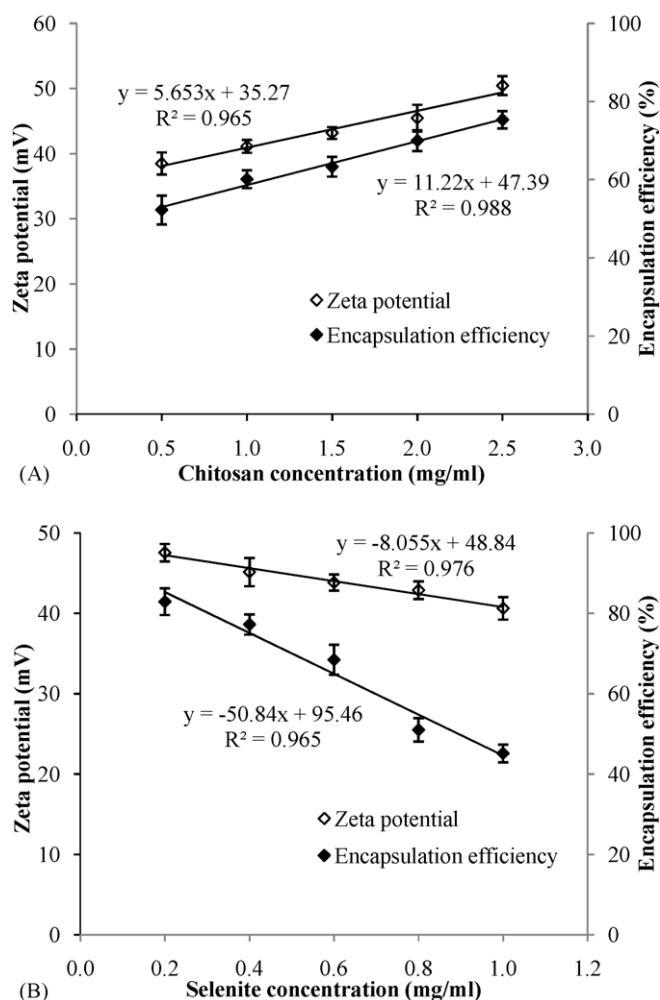 60
50
40
30
20
10
0
Zeta potential (mV)
100
80
60
40
20
0
Encapsulation efficiency (%)
y = 5.653x + 35.27
R² = 0.965
y = 11.22x + 47.39
R² = 0.988
Zeta potential
Encapsulation efficiency
0.0 0.5 1.0 1.5 2.0 2.5 3.0
(A) Chitosan concentration (mg/ml)
50
40
30
20
10
0
Zeta potential (mV)
100
80
60
40
20
0
Encapsulation efficiency (%)
y = -8.055x + 48.84
R² = 0.976
y = -50.84x + 95.46
R² = 0.965
Zeta potential
Encapsulation efficiency
0.0 0.2 0.4 0.6 0.8 1.0 1.2
(B) Selenite concentration (mg/ml)